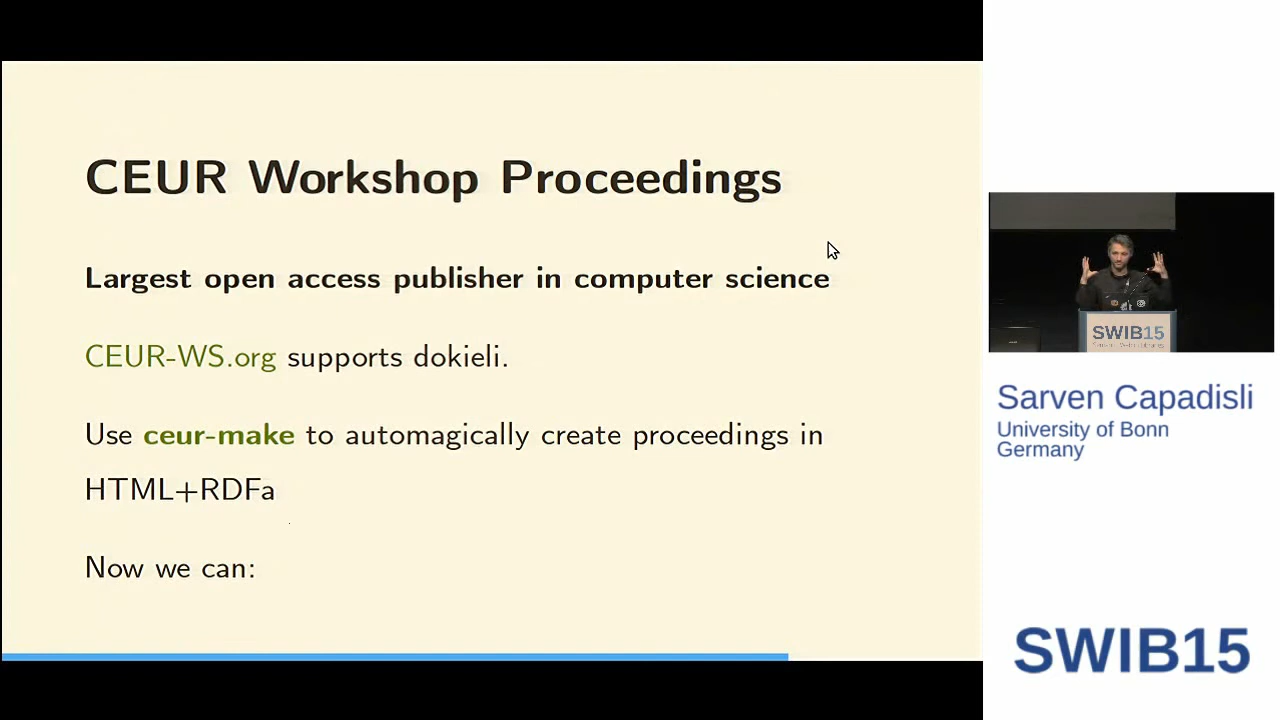 CEUR Workshop Proceedings
Largest open access publisher in computer science
CEUR-WS.org supports dokieli.
Use ceur-make to automagically create proceedings in
HTML+RDFa
Now we can:
SWIB15
Sarven Capadisli
University of Bonn
Germany
SWIB15